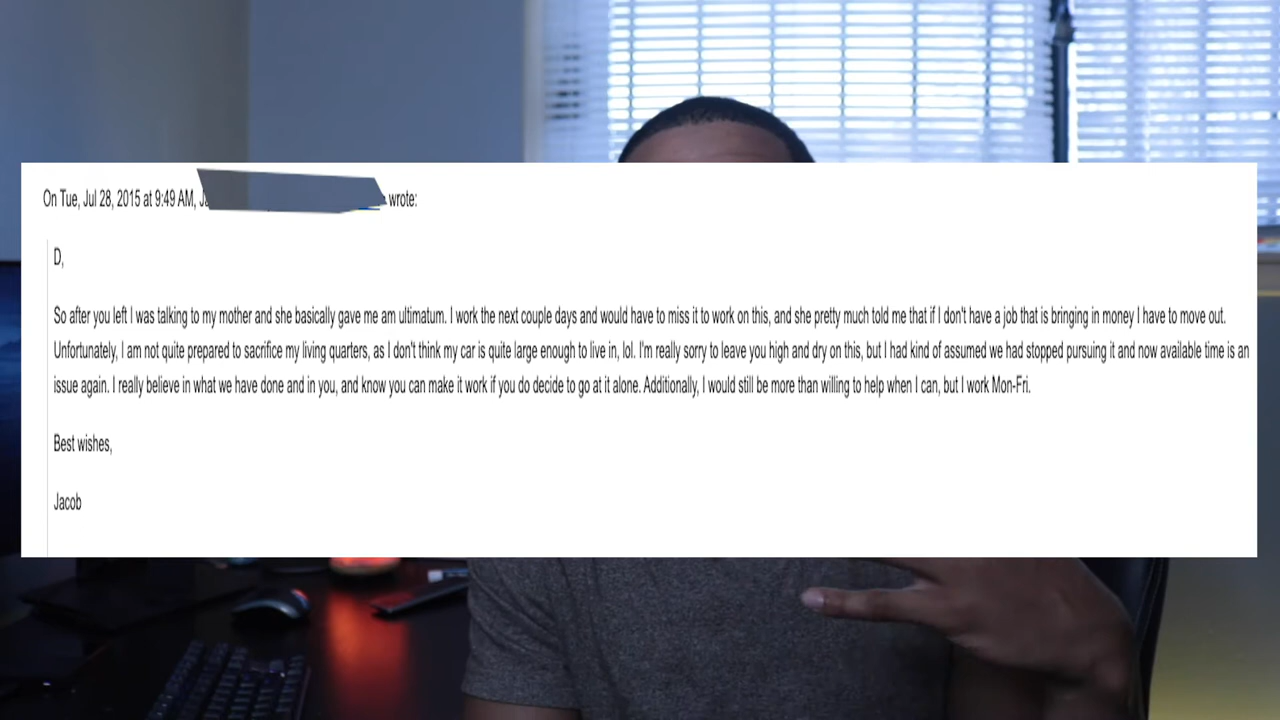 On Tue, Jul 28, 2015 at 9:49 AM, wrote:
D,
So after you left I was talking to my mother and she basically gave me am ultimatum. I work the next couple days and would have to miss it to work on this, and she pretty much told me that if I don't have a job that is bringing in money I have to move out.
Unfortunately, I am not quite prepared to sacrifice my living quarters, as I don't think my car is quite large enough to live in, lol. I'm really sorry to leave you high and dry on this, but I had kind of assumed we had stopped pursuing it and now available time is an
issue again. I really believe in what we have done and in you, and know you can make it work if you do decide to go at it alone. Additionally, I would still be more than willing to help when I can, but I work Mon-Fri.
Best wishes,
Jacob